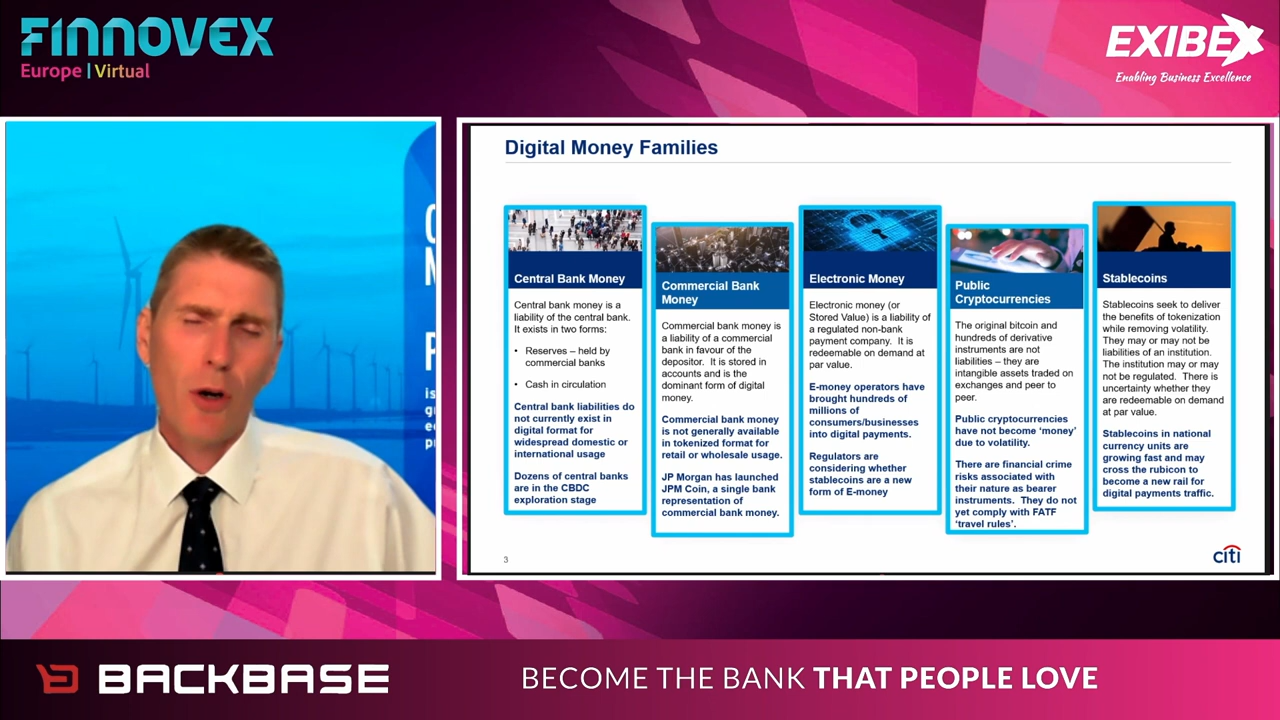 FINNOVEX
Europe | Virtual
EXIBEX
Enabling Business Excellence
Digital Money Families
Central Bank Money
Central bank money is a
liability of the central bank.
It exists in two forms:
• Reserves – held by
commercial banks
• Cash in circulation
Central bank liabilities do
not currently exist in
digital format for
widespread domestic or
international usage
Dozens of central banks
are in the CBDC
exploration stage
Commercial Bank
Money
Commercial bank money is
a liability of a commercial
bank in favour of the
depositor. It is stored in
accounts and is the
dominant form of digital
money.
Commercial bank money
is not generally available
in tokenized format for
retail or wholesale usage.
JP Morgan has launched
JPM Coin, a single bank
representation of
commercial bank money.
Electronic Money
Electronic money (or
Stored Value) is a liability of
a regulated non-bank
payment company. It is
redeemable on demand at
par value.
E-money operators have
brought hundreds of
millions of
consumers/businesses
into digital payments.
Regulators are
considering whether
stablecoins are a new
form of E-money
Public
Cryptocurrencies
The original bitcoin and
hundreds of derivative
instruments are not
liabilities – they are
intangible assets traded on
exchanges and peer to
peer.
Public cryptocurrencies
have not become ‘money’
due to volatility.
There are financial crime
risks associated with
their nature as bearer
instruments. They do not
yet comply with FATF
‘travel rules’.
Stablecoins
Stablecoins seek to deliver
the benefits of tokenization
while removing volatility.
They may or may not be
liabilities of an institution.
The institution may or may
not be regulated. There is
uncertainty whether they
are redeemable on demand
at par value.
Stablecoins in national
currency units are
growing fast and may
cross the rubicon to
become a new rail for
digital payments traffic.
3
citi
BACKBASE
BECOME THE BANK THAT PEOPLE LOVE